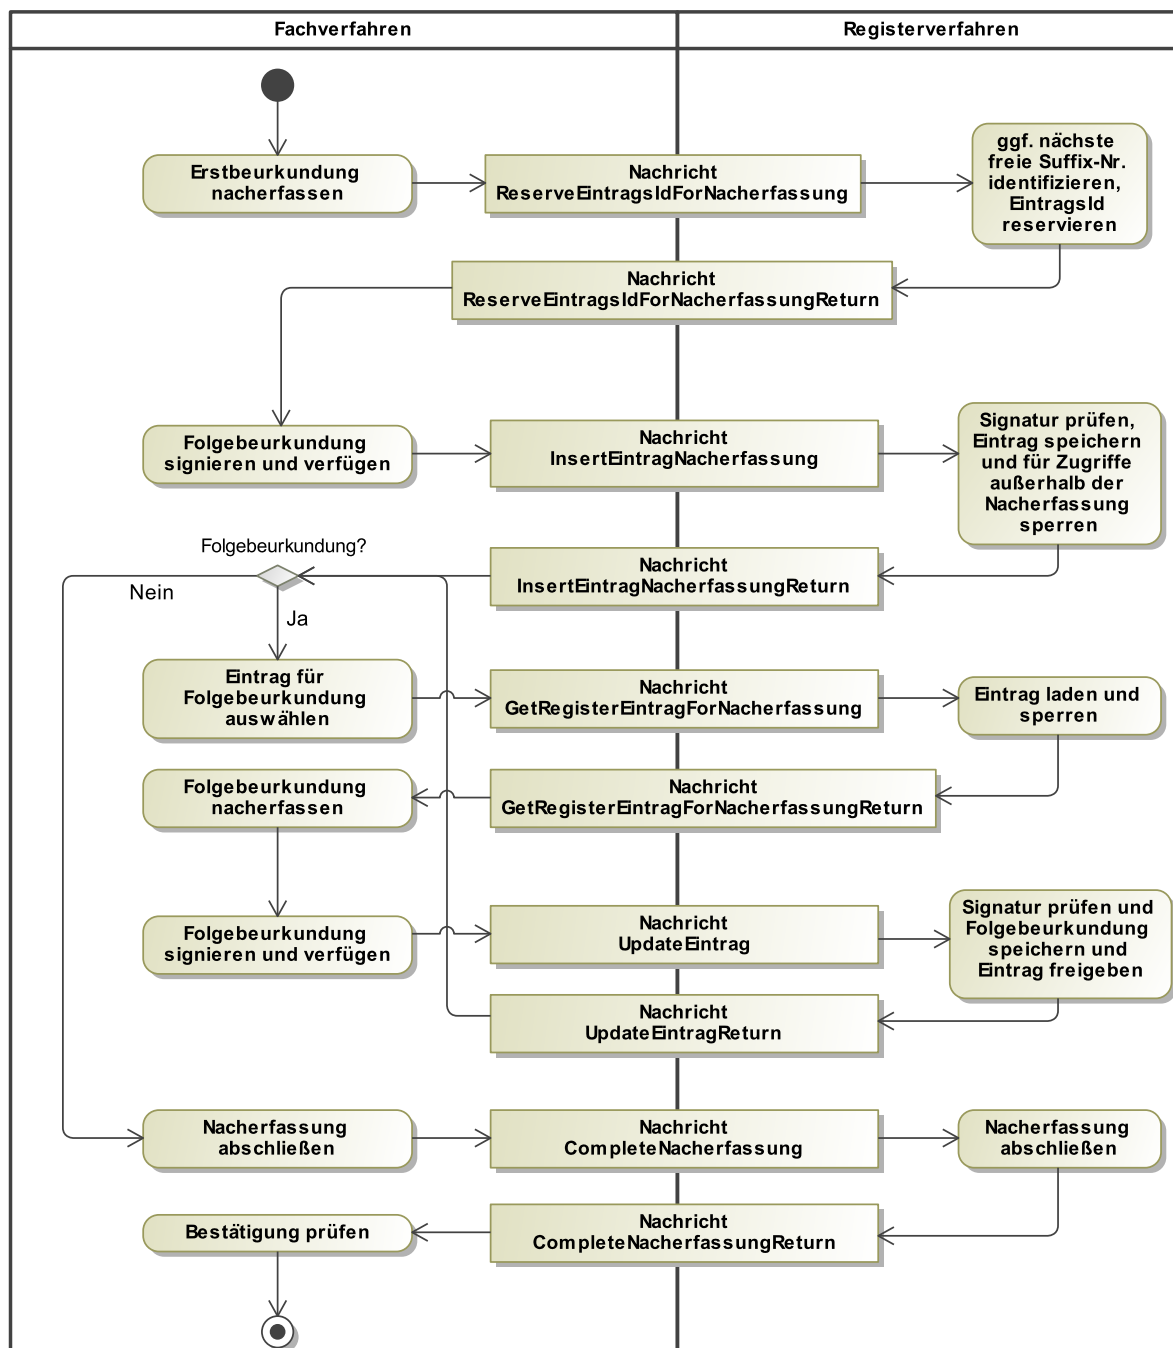 Fachverfahren
Registerverfahren
Erstbeurkundung
nacherfassen
Nachricht
ReserveEintragsIdForNacherfassung
ggf. nächste
freie Suffix-Nr.
identifizieren,
EintragsId
reservieren
Nachricht
ReserveEintragsIdForNacherfassungReturn
Folgebeurkundung
signieren und verfügen
Nachricht
InsertEintragNacherfassung
Signatur prüfen,
Eintrag speichern
und für Zugriffe
außerhalb der
Nacherfassung
sperren
Folgebeurkundung?
Nein
Ja
Nachricht
InsertEintragNacherfassungReturn
Eintrag für
Folgebeurkundung
auswählen
Nachricht
GetRegisterEintragForNacherfassung
Eintrag laden und
sperren
Folgebeurkundung
nacherfassen
Nachricht
GetRegisterEintragForNacherfassungReturn
Folgebeurkundung
signieren und verfügen
Nachricht
UpdateEintrag
Signatur prüfen und
Folgebeurkundung
speichern und
Eintrag freigeben
Nachricht
UpdateEintragReturn
Nacherfassung
abschließen
Nachricht
CompleteNacherfassung
Nacherfassung
abschließen
Bestätigung prüfen
Nachricht
CompleteNacherfassungReturn